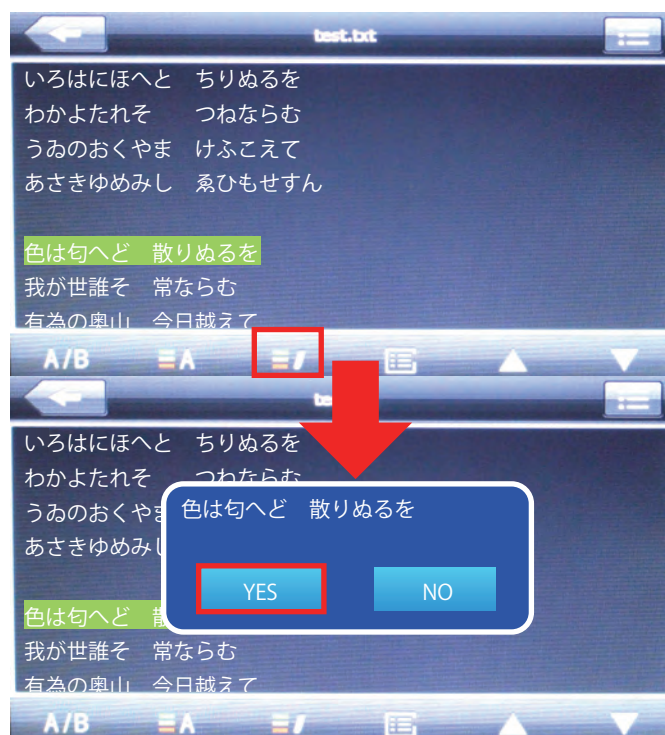 test.txt
いろはにほへと　ちりぬるを
わかよたれそ　　つねならむ
うゐのおくやま　けふこえて
あさきゆめみし　ゑひもせすん
色は匂へど　散りぬるを
我が世誰そ　常ならむ
有為の奥山　今日越えて
A/B　A
いろはにほへと　ちりぬるを
わかよたれそ　　つねならむ
うゐのおくやま
あさきゆめみし
色は匂へど　散りぬるを
YES　NO
色は匂へど　散
我が世誰そ　常ならむ
有為の奥山　今日越えて
A/B　A